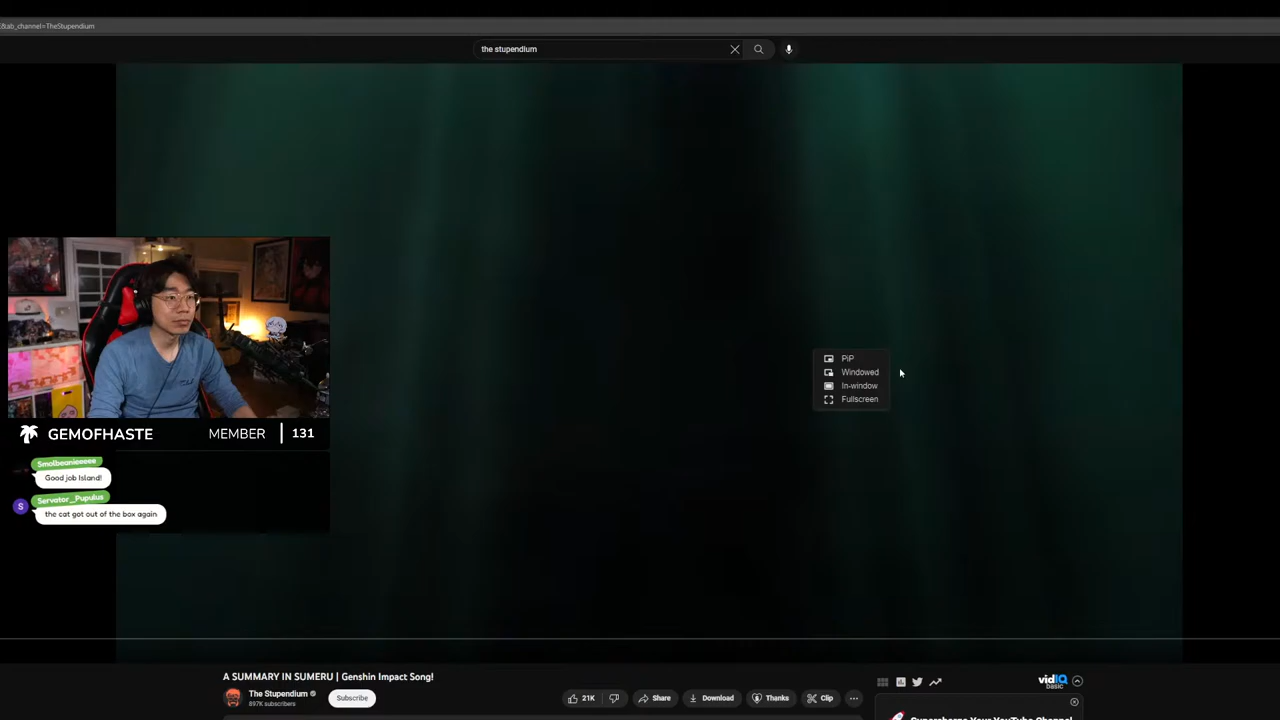 &ab_channel=TheStupendium
the stupendium
PiP
Windowed
In-window
Fullscreen
GEMOFHASTE
MEMBER
131
Smolbeanieeeee
Good job Island!
S
Servator_Pupulus
the cat got out of the box again
A SUMMARY IN SUMERU | Genshin Impact Song!
The Stupendium
897K subscribers
Subscribe
21K
Share
Download
Thanks
Clip
vidIQ
basic